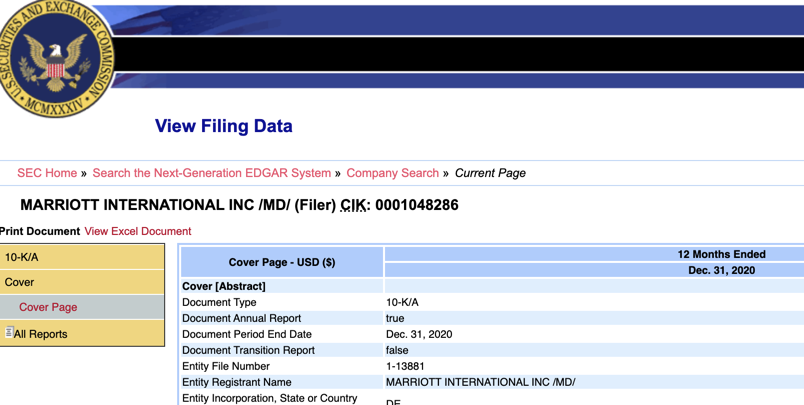 U.S. SECURITIES AND EXCHANGE COMMISSION
MCMXXXIV
View Filing Data
SEC Home » Search the Next-Generation EDGAR System » Company Search » Current Page
MARRIOTT INTERNATIONAL INC /MD/ (Filer) CIK: 0001048286
Print Document View Excel Document
10-K/A
Cover
Cover Page
All Reports
Cover Page - USD ($)
12 Months Ended
Dec. 31, 2020
Cover [Abstract]
Document Type 10-K/A
Document Annual Report true
Document Period End Date Dec. 31, 2020
Document Transition Report false
Entity File Number 1-13881
Entity Registrant Name MARRIOTT INTERNATIONAL INC /MD/
Entity Incorporation, State or Country DE